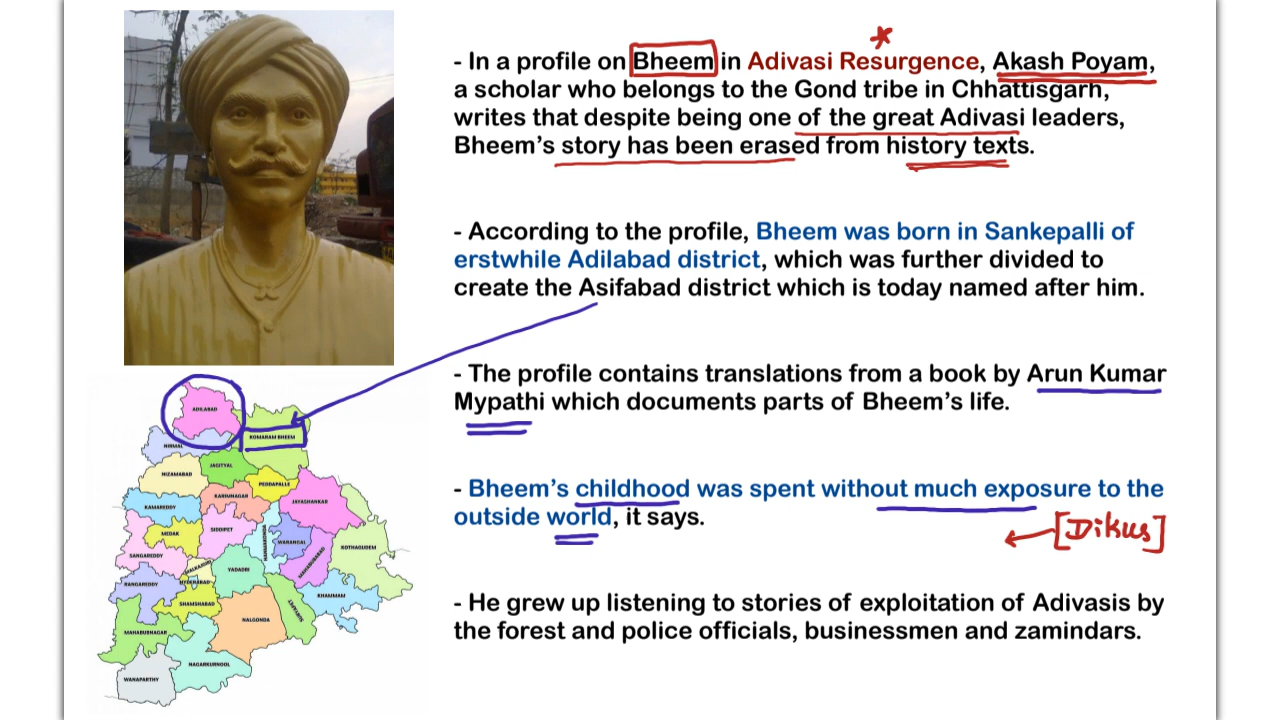 - In a profile on Bheem in Adivasi Resurgence, Akash Poyam,
a scholar who belongs to the Gond tribe in Chhattisgarh,
writes that despite being one of the great Adivasi leaders,
Bheem's story has been erased from history texts.
- According to the profile, Bheem was born in Sankepalli of
erstwhile Adilabad district, which was further divided to
create the Asifabad district which is today named after him.
- The profile contains translations from a book by Arun Kumar
Mypathi which documents parts of Bheem's life.
- Bheem's childhood was spent without much exposure to the
outside world, it says.
[Dikus]
- He grew up listening to stories of exploitation of Adivasis by
the forest and police officials, businessmen and zamindars.
ADILABAD
KOMARAM BHEEM
NIRMAL
JAGITYAL
NIZAMABAD
PEDDAPALLE
KARIMNAGAR
JAYASHANKAR
KAMAREDDY
SIDDIPET
MEDAK
WARANGAL
KOTHAGUDEM
SANGAREDDY
MAHABUBABAD
YADADRI
HYDERABAD
RANGAREDDY
KHAMMAM
SHAMSHABAD
SURYAPET
NALGONDA
MAHABUBNAGAR
NAGARKURNOOL
WANAPARTHY